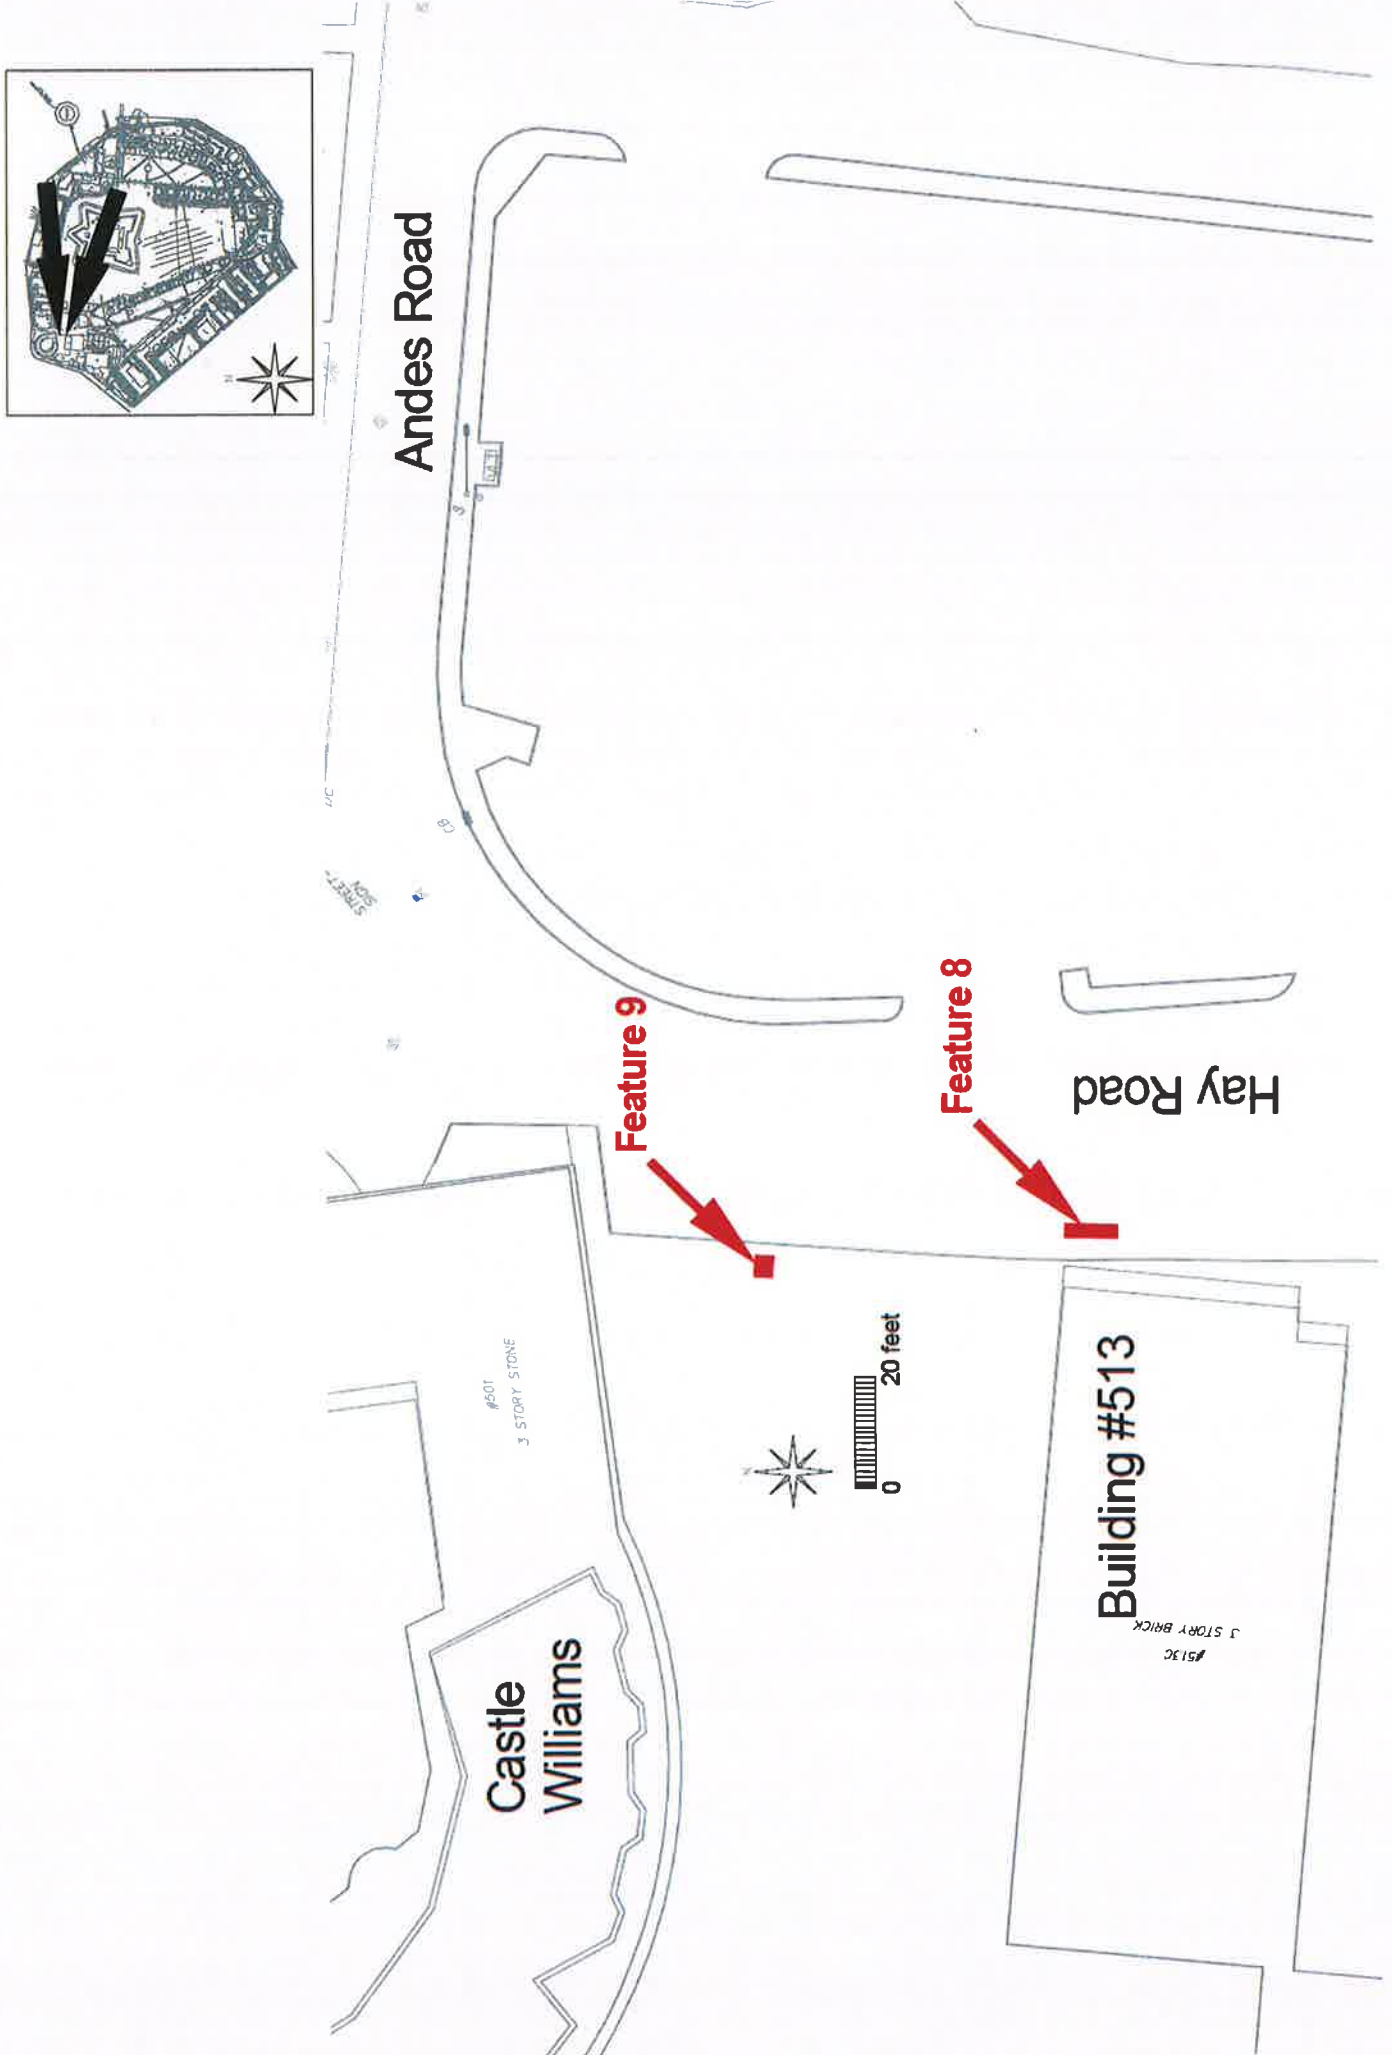 Andes Road
STREET-
SIGN
CB
Feature 9
Feature 8
Hay Road
#501
3 STORY STONE
0
20 feet
Castle
Williams
Building #513
#513C
3 STORY BRICK
N